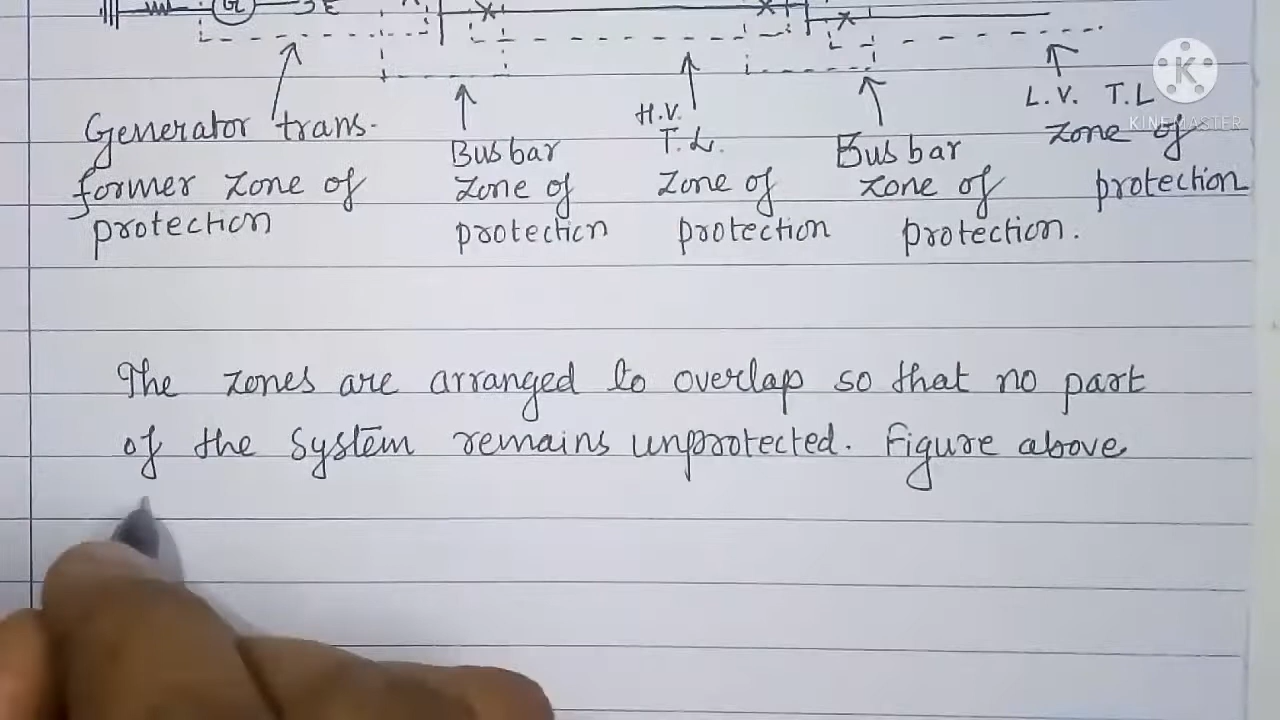 G
Generator trans-
former zone of
protection
Bus bar
zone of
protection
H.V.
T.L.
zone of
protection
Bus bar
zone of
protection.
L.V. T.L
zone of
protection
K
KINEMASTER
The zones are arranged to overlap so that no part
of the system remains unprotected. Figure above